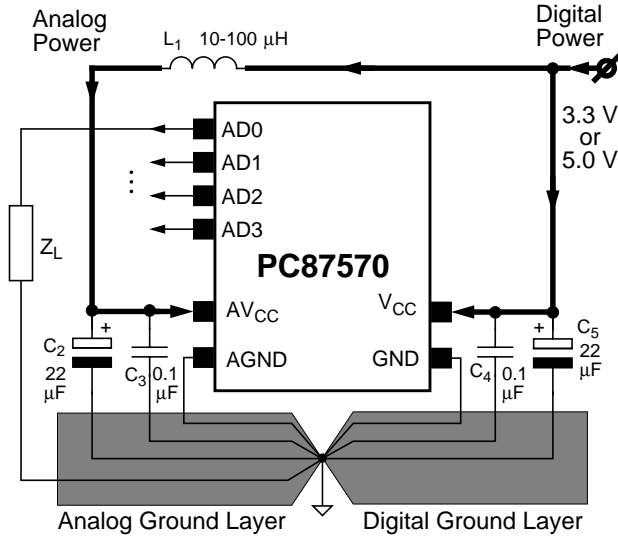 Analog
Power
Digital
Power
L1 10-100 μH
3.3 V
or
5.0 V
AD0
AD1
AD2
AD3
ZL
PC87570
AVCC
VCC
AGND
GND
+
C2
22
μF
C3 0.1
μF
C4 0.1
μF
+
C5
22
μF
Analog Ground Layer
Digital Ground Layer